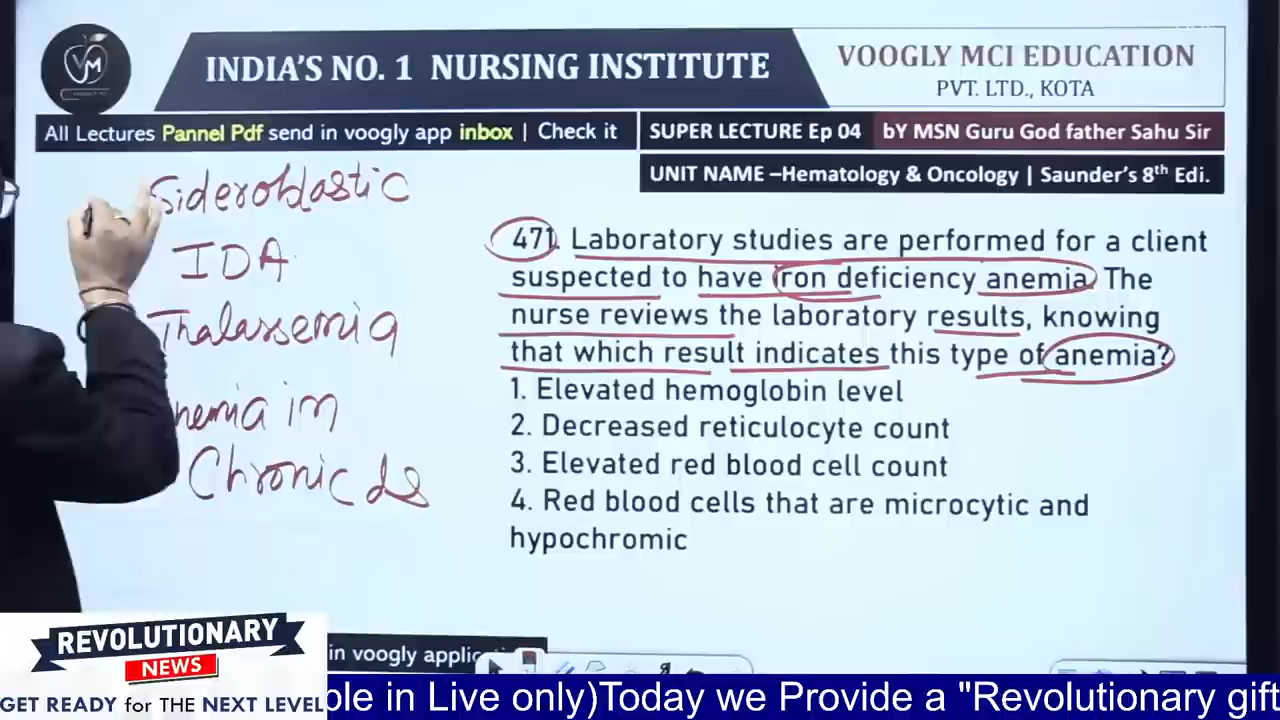 VM
INDIA'S NO. 1 NURSING INSTITUTE
VOOGLY MCI EDUCATION
PVT. LTD., KOTA
All Lectures Pannel Pdf send in voogly app inbox | Check it
SUPER LECTURE Ep 04 bY MSN Guru God father Sahu Sir
UNIT NAME –Hematology & Oncology | Saunder's 8th Edi.
Sideroblastic
IDA
Thalassemia
nemia in
Chronic ds
471. Laboratory studies are performed for a client
suspected to have iron deficiency anemia. The
nurse reviews the laboratory results, knowing
that which result indicates this type of anemia?
1. Elevated hemoglobin level
2. Decreased reticulocyte count
3. Elevated red blood cell count
4. Red blood cells that are microcytic and
hypochromic
in voogly applic
REVOLUTIONARY
NEWS
GET READY for THE NEXT LEVEL
ble in Live only)Today we Provide a "Revolutionary gift